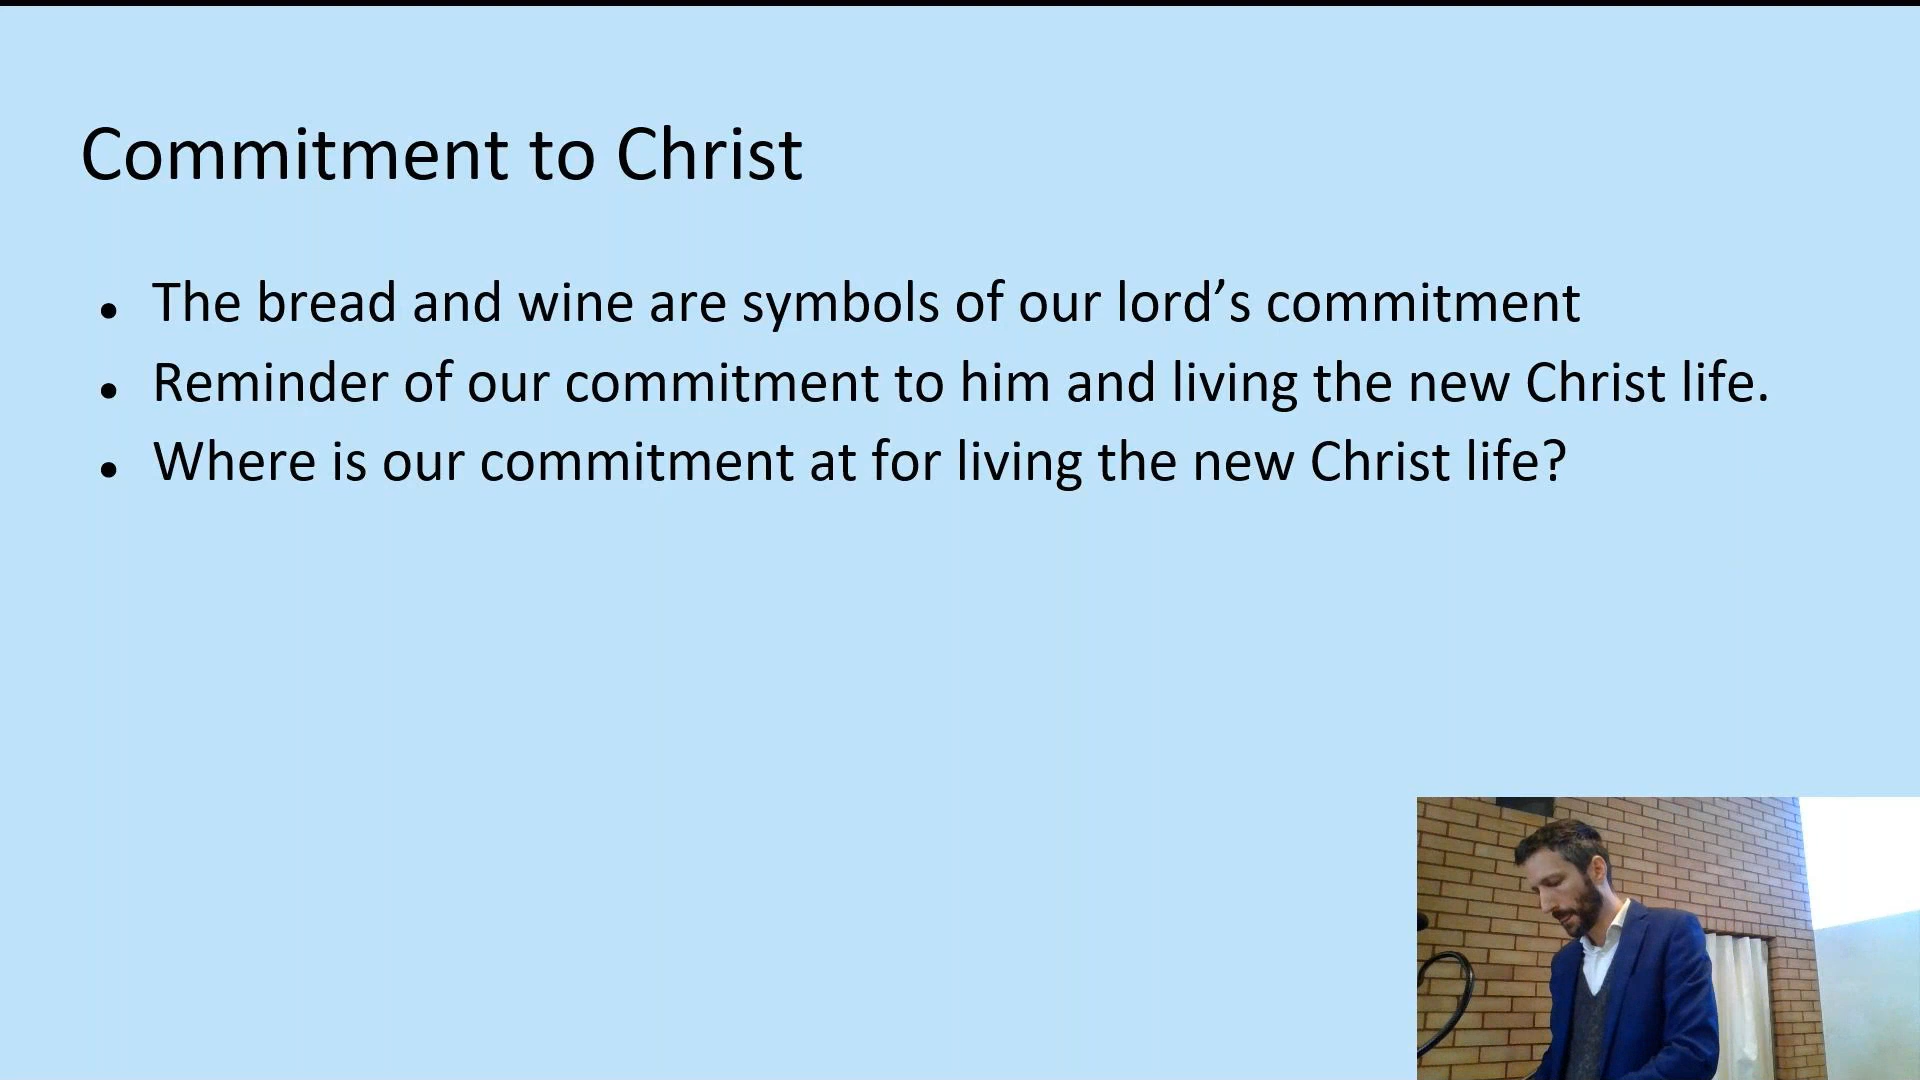 Commitment to Christ
• The bread and wine are symbols of our lord’s commitment
• Reminder of our commitment to him and living the new Christ life.
• Where is our commitment at for living the new Christ life?